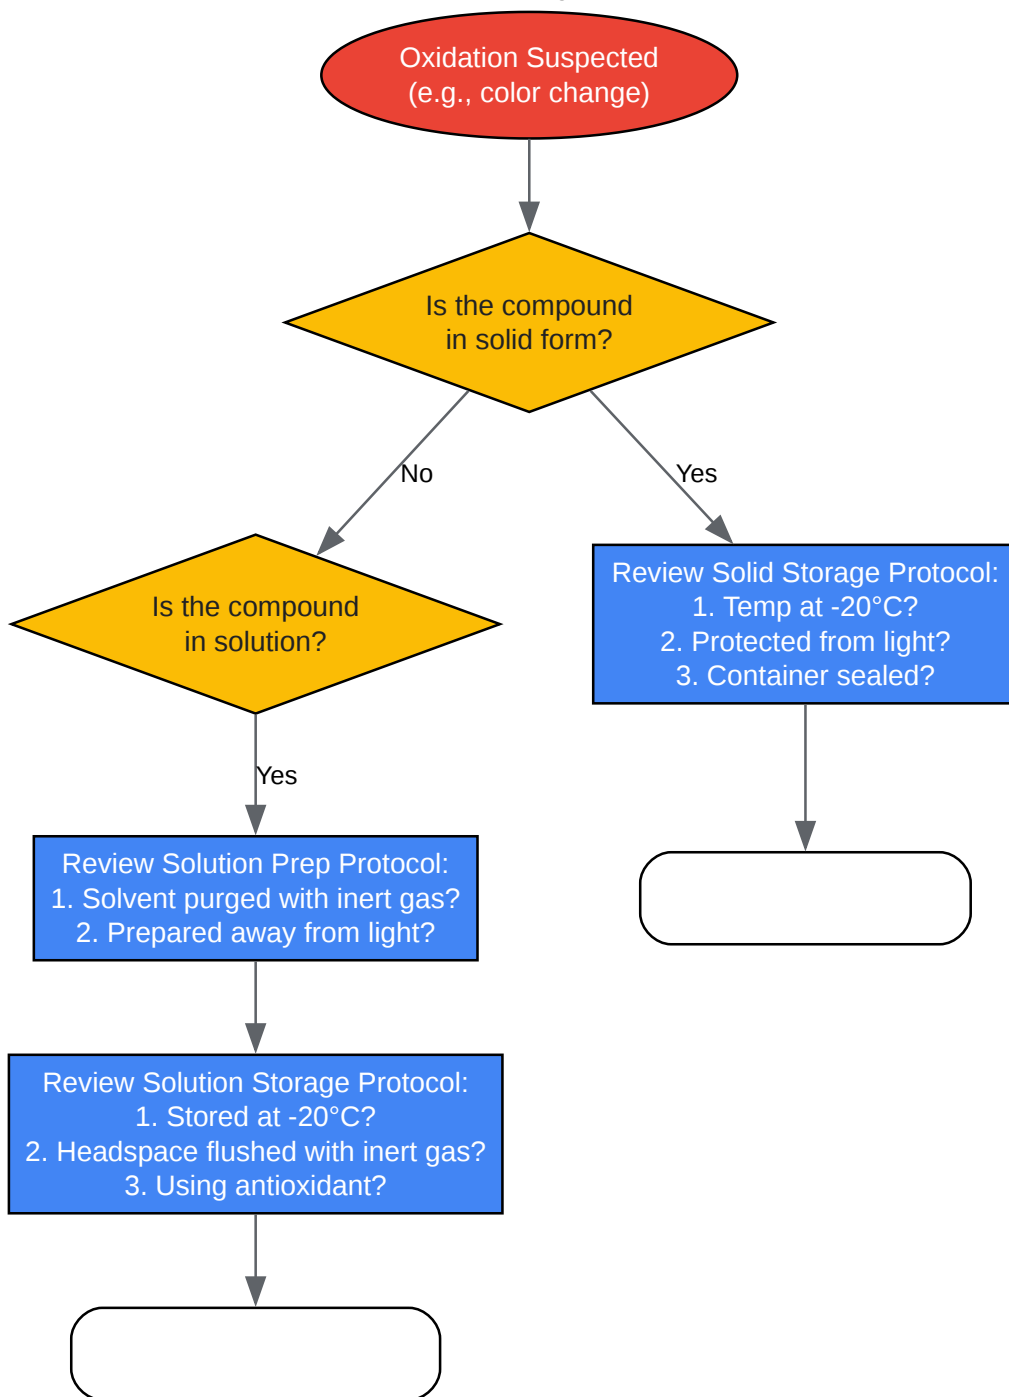 Oxidation Suspected
(e.g., color change)
Is the compound
in solid form?
No
Yes
Is the compound
in solution?
Review Solid Storage Protocol:
1. Temp at -20°C?
2. Protected from light?
3. Container sealed?
Yes
Review Solution Prep Protocol:
1. Solvent purged with inert gas?
2. Prepared away from light?
Review Solution Storage Protocol:
1. Stored at -20°C?
2. Headspace flushed with inert gas?
3. Using antioxidant?